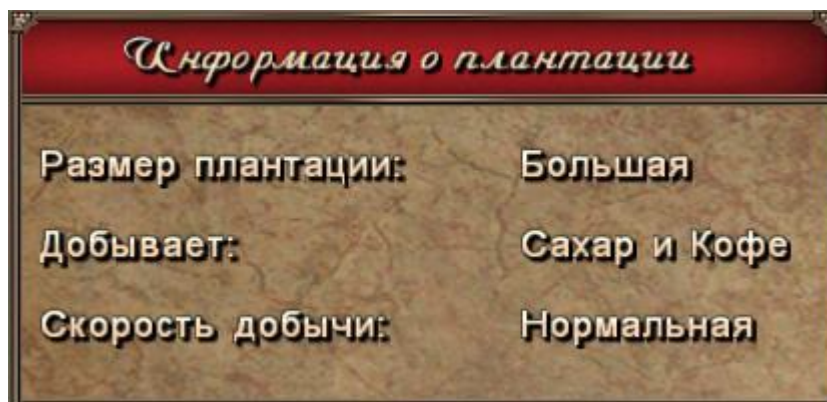 Информация о плантации
Размер плантации: Большая
Добывает: Сахар и Кофе
Скорость добычи: Нормальная